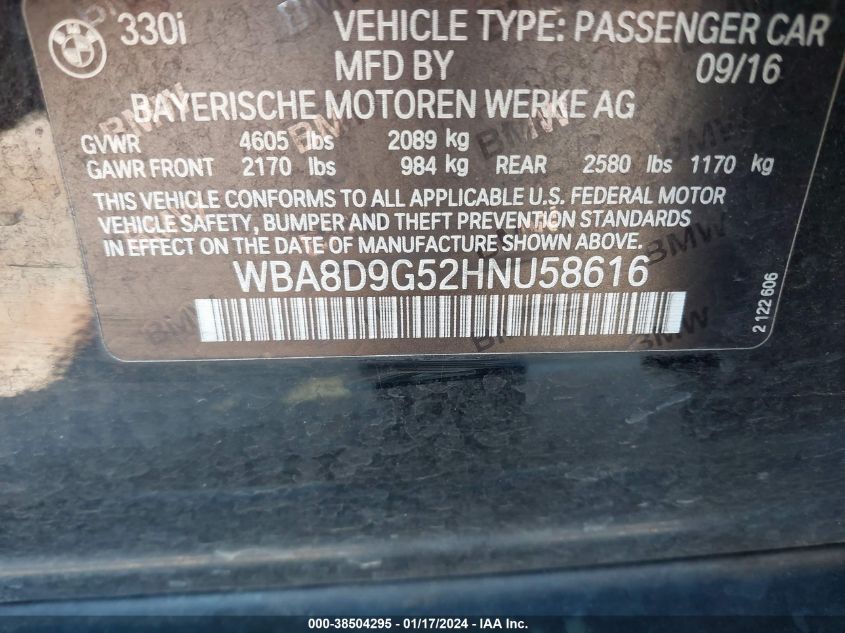 330i VEHICLE TYPE: PASSENGER CAR
MFD BY 09/16
BAYERISCHE MOTOREN WERKE AG
GVWR 4605 lbs 2089 kg
GAWR FRONT 2170 lbs 984 kg REAR 2580 lbs 1170 kg
THIS VEHICLE CONFORMS TO ALL APPLICABLE U.S. FEDERAL MOTOR
VEHICLE SAFETY, BUMPER AND THEFT PREVENTION STANDARDS
IN EFFECT ON THE DATE OF MANUFACTURE SHOWN ABOVE.
WBA8D9G52HNU58616
2 122 606
BMW
000-38504295 - 01/17/2024 - IAA Inc.